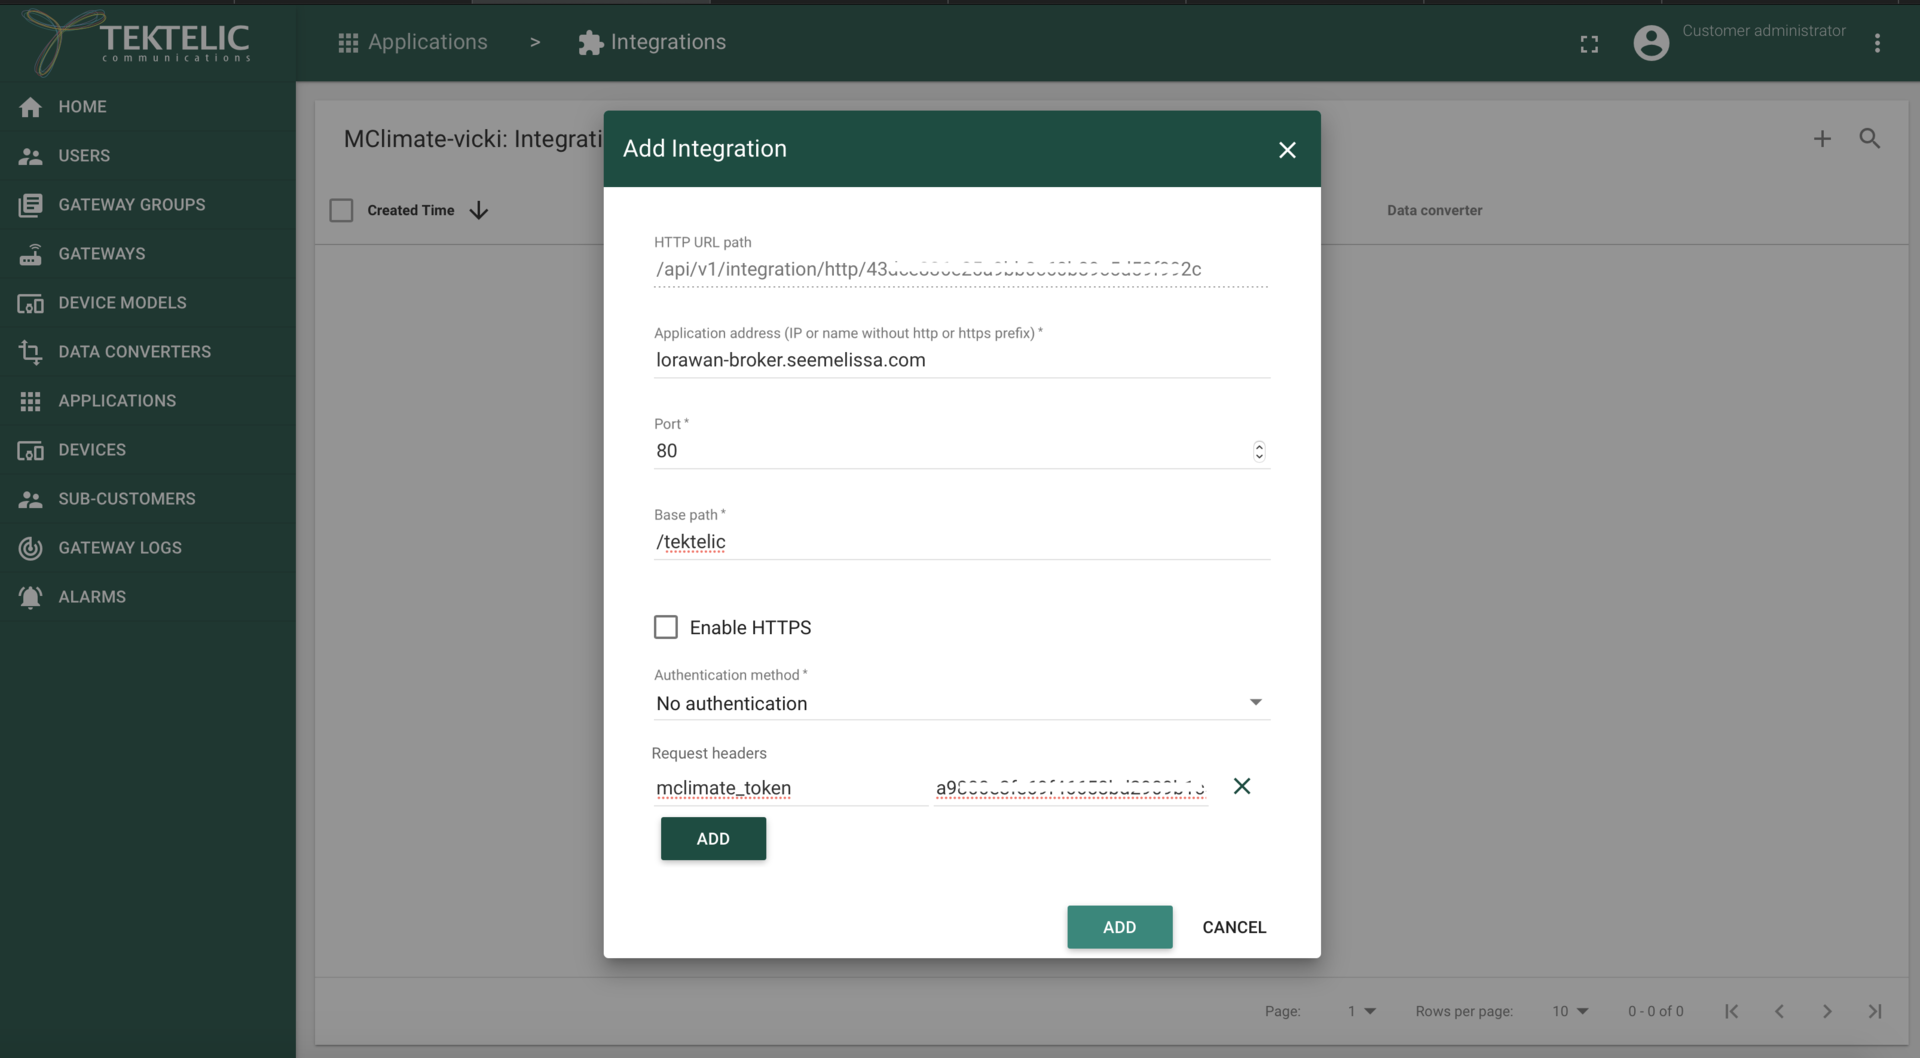 TEKTELIC
communications
Applications > Integrations
Customer administrator
HOME
USERS
GATEWAY GROUPS
GATEWAYS
DEVICE MODELS
DATA CONVERTERS
APPLICATIONS
DEVICES
SUB-CUSTOMERS
GATEWAY LOGS
ALARMS
MClimate-vicki: Integrati
Created Time
Data converter
Add Integration
HTTP URL path
/api/v1/integration/http/43
Application address (IP or name without http or https prefix) *
lorawan-broker.seemelissa.com
Port *
80
Base path *
/tektelic
Enable HTTPS
Authentication method *
No authentication
Request headers
mclimate_token
ADD
ADD CANCEL
Page: 1 Rows per page: 10 0 - 0 of 0